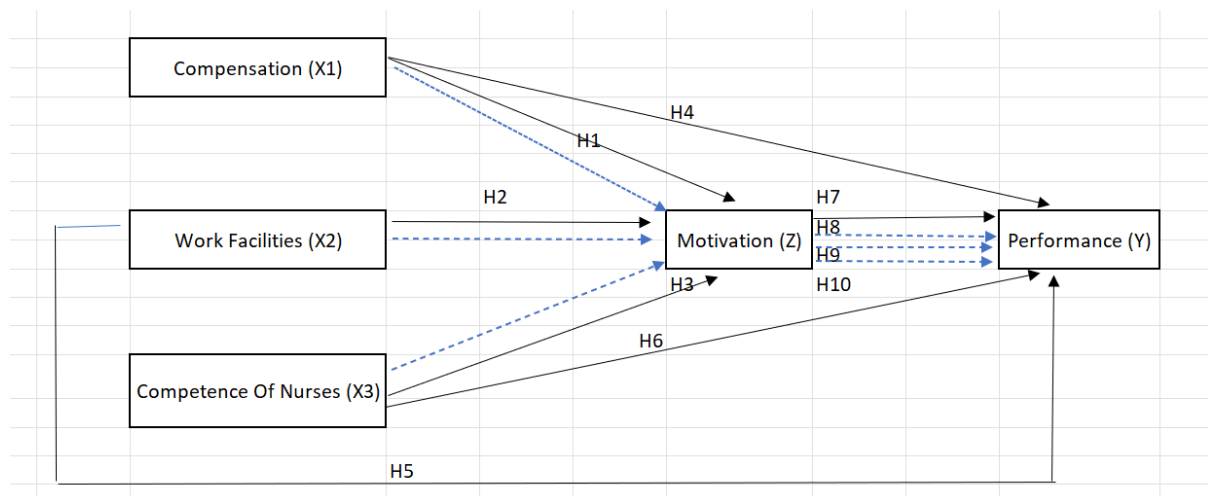 Compensation (X1)
H4
H1
H2
H7
H8
Work Facilities (X2)
Motivation (Z)
Performance (Y)
H9
H3
H10
H6
Competence Of Nurses (X3)
H5